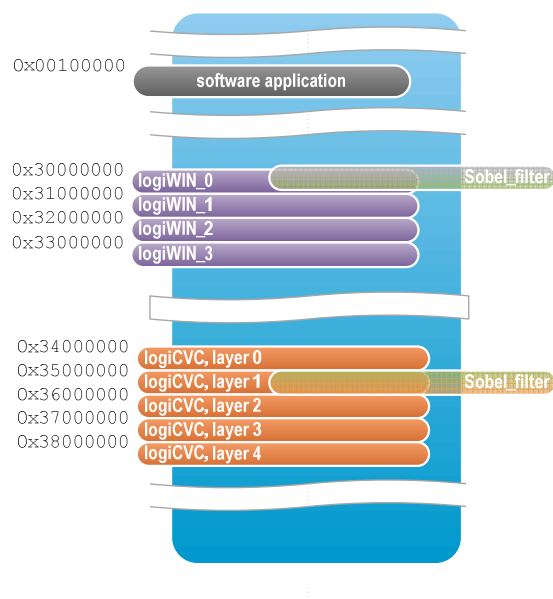 0x00100000
software application
0x30000000
logiWIN_0
Sobel_filter
0x31000000
logiWIN_1
0x32000000
logiWIN_2
0x33000000
logiWIN_3
0x34000000
logiCVC, layer 0
0x35000000
logiCVC, layer 1
Sobel_filter
0x36000000
logiCVC, layer 2
0x37000000
logiCVC, layer 3
0x38000000
logiCVC, layer 4